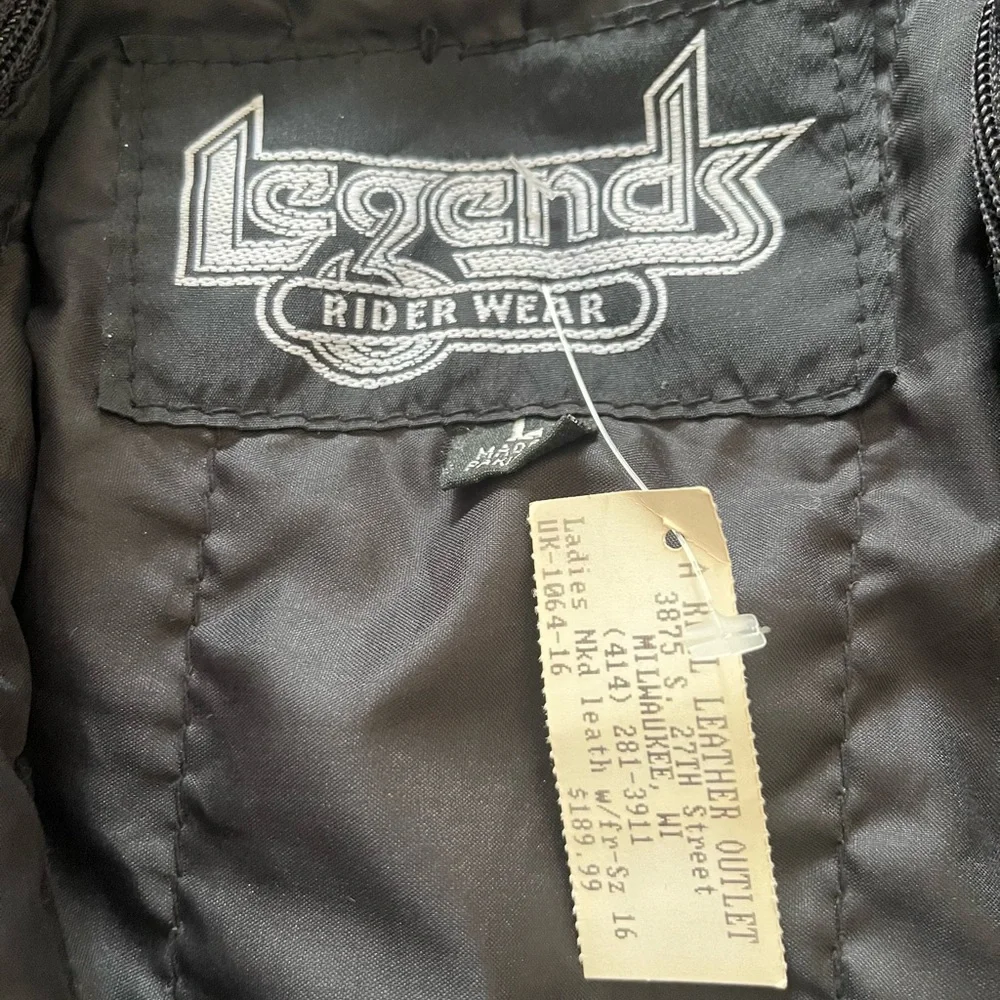 Legends
RIDER WEAR
L
MADE
A LEATHER OUTLET
3875 S. 27TH Street
MILWAUKEE, WI
(414) 281-3911
Ladies Nkd leath w/fr-Sz 16
UK-1064-16 $189.99